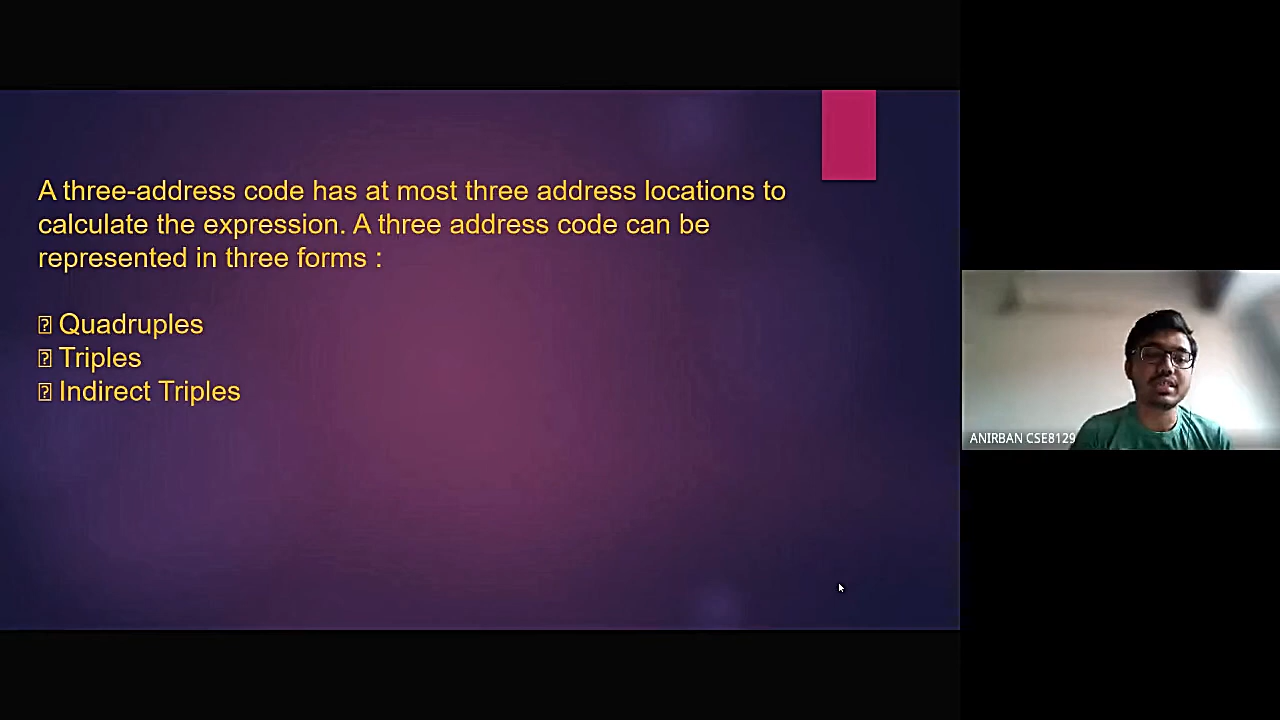 A three-address code has at most three address locations to
calculate the expression. A three address code can be
represented in three forms :
⍰ Quadruples
⍰ Triples
⍰ Indirect Triples
ANIRBAN CSE8129